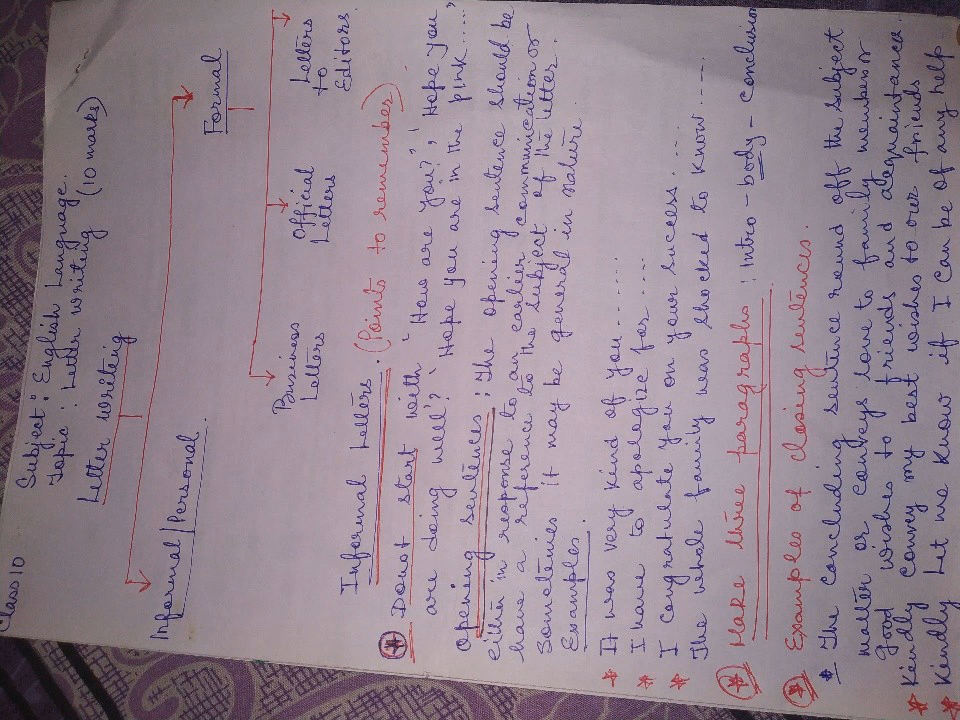 Class 10
Subject : English Language.
Topic : Letter writing (10 marks)
Letter writing
Informal/Personal
Formal
Business Letters
Official Letters
Letters to Editors.
Informal Letters. (Points to remember)
* Donot start with ' How are you?', 'Hope you
are doing well'? ' Hope you are in the pink.....
Opening sentences : The opening sentence should be
either in response to an earlier communication or
have a reference to the subject of the letter.
Sometimes it may be general in nature.
Examples.
* It was very kind of you......
* I have to apologize for ....
* I congratulate you on your sucess....
The whole family was shocked to know....
* Make three paragraphs : Intro - body - conclusion
* Examples of closing sentences.
* The concluding sentence round off the subject
matter or conveys love to family members or
Good wishes to friends and acquaintance.
* Kindly convey my best wishes to our friends
* Kindly let me know if I can be of any help -